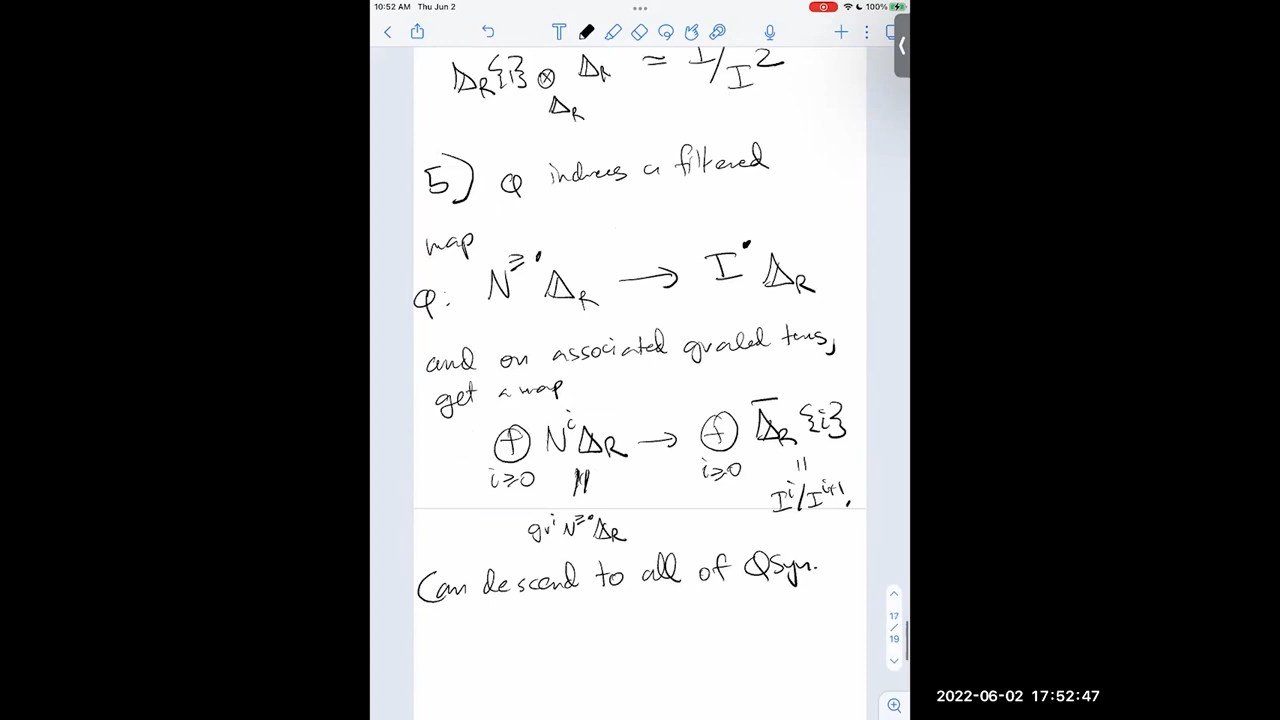 10:52 AM Thu Jun 2
100%
Δ_R{1} ⊗_{Δ_R} Δ̄_R ≃ I/I²
5) φ induces a filtered
map
φ: N^{≥•} Δ_R → I^• Δ_R
and on associated graded terms,
get a map
⊕_{i≥0} N^i Δ_R → ⊕_{i≥0} Δ̄_R {i}
|| ||
I^i/I^{i+1}.
gr^i N^{≥•} Δ_R
Can descend to all of QSyn.
17
/
19
2022-06-02 17:52:47